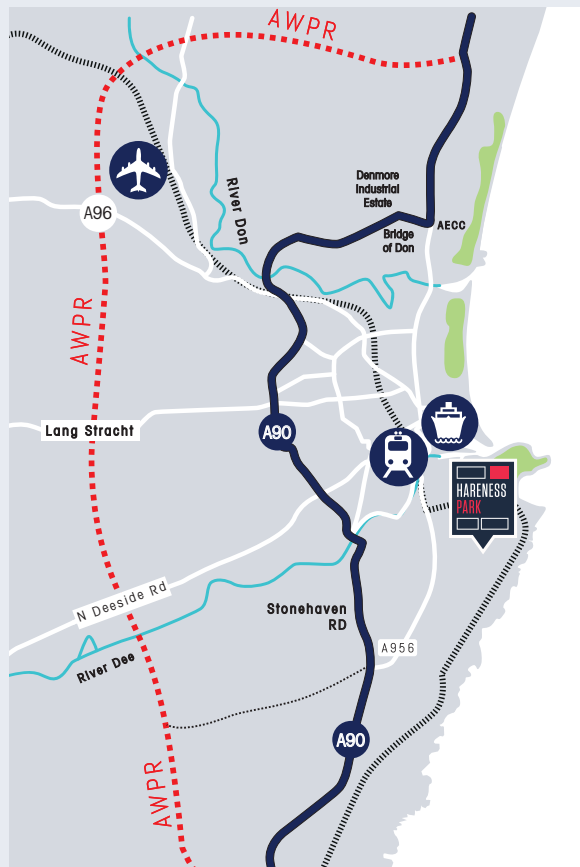 AWPR
Denmore
Industrial
Estate
River Don
AECC
A96
Bridge
of Don
AWPR
Lang Stracht
A90
HARENESS
PARK
N Deeside Rd
Stonehaven
RD
A956
River Dee
A90
AWPR